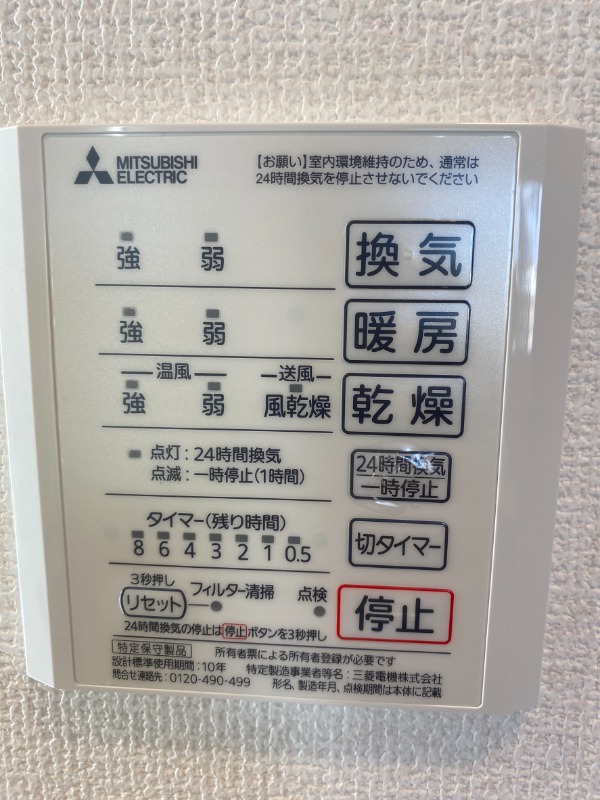 MITSUBISHI
ELECTRIC
【お願い】室内環境維持のため、通常は
24時間換気を停止させないでください
強 弱 換気
強 弱 暖房
温風 送風
強 弱 風乾燥 乾燥
点灯:24時間換気
点滅:一時停止(1時間)
24時間換気
一時停止
タイマー(残り時間)
8 6 4 3 2 1 0.5
切タイマー
3秒押し
リセット フィルター清掃 点検
停止
24時間換気の停止は停止ボタンを3秒押し
特定保守製品 所有者票による所有者登録が必要です
設計標準使用期間:10年 特定製造事業者等名:三菱電機株式会社
問合せ連絡先:0120-490-499 形名、製造年月、点検期間は本体に記載